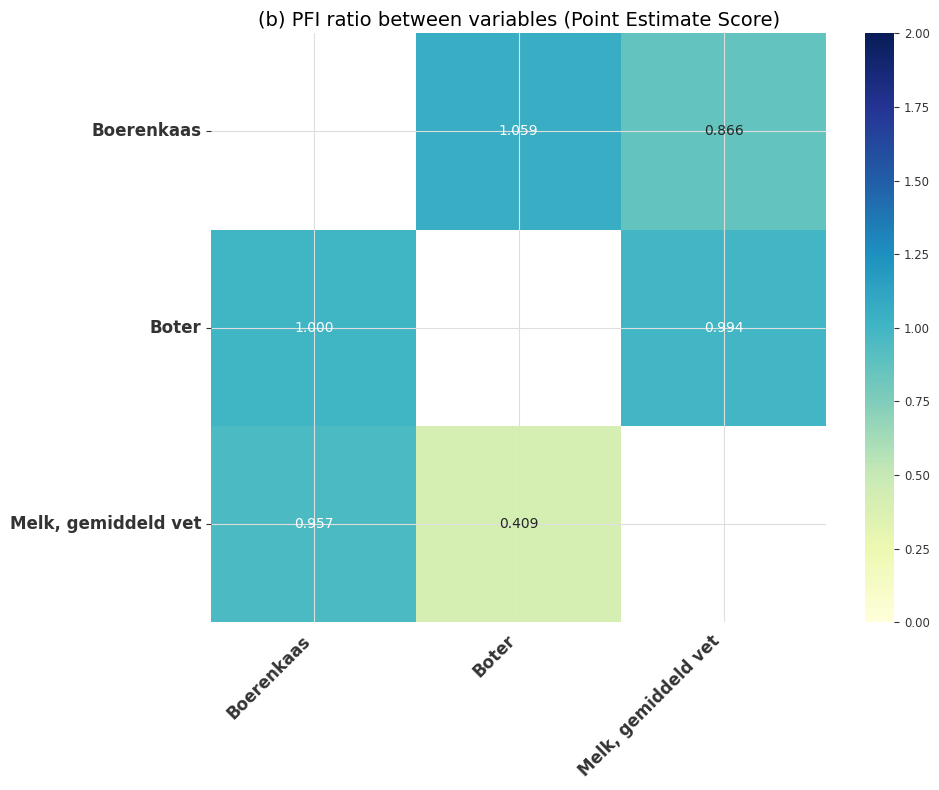 (b) PFI ratio between variables (Point Estimate Score)
Boerenkaas
1.059
0.866
Boter
1.000
0.994
Melk, gemiddeld vet
0.957
0.409
Boerenkaas
Boter
Melk, gemiddeld vet
2.00
1.75
1.50
1.25
1.00
0.75
0.50
0.25
0.00